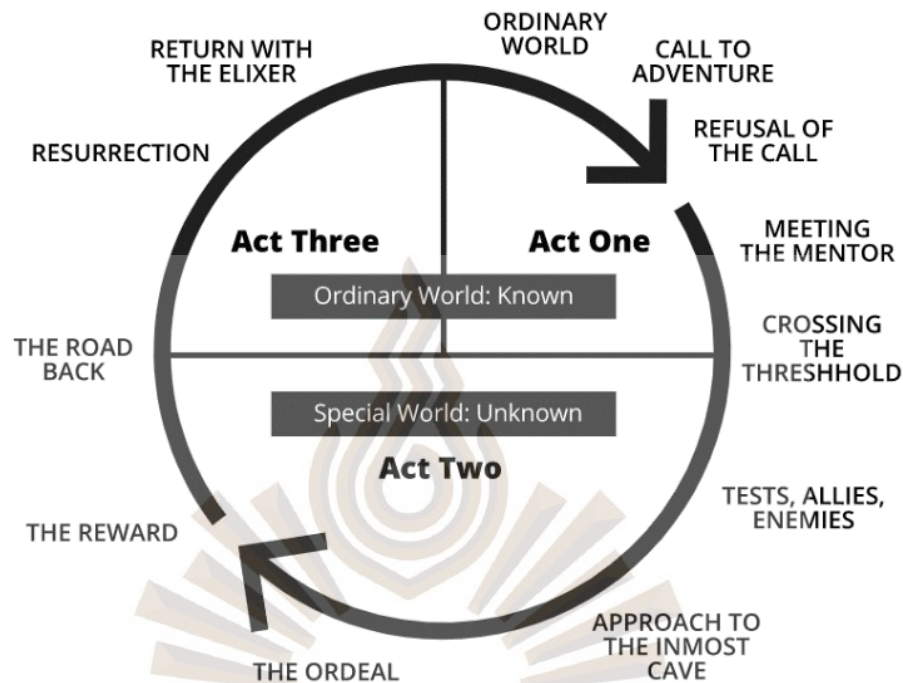 ORDINARY
WORLD
CALL TO
ADVENTURE
REFUSAL OF
THE CALL
MEETING
THE MENTOR
CROSSING
THE
THRESHHOLD
TESTS, ALLIES,
ENEMIES
APPROACH TO
THE INMOST
CAVE
THE ORDEAL
THE REWARD
THE ROAD
BACK
RESURRECTION
RETURN WITH
THE ELIXER
Act Three
Act One
Ordinary World: Known
Special World: Unknown
Act Two